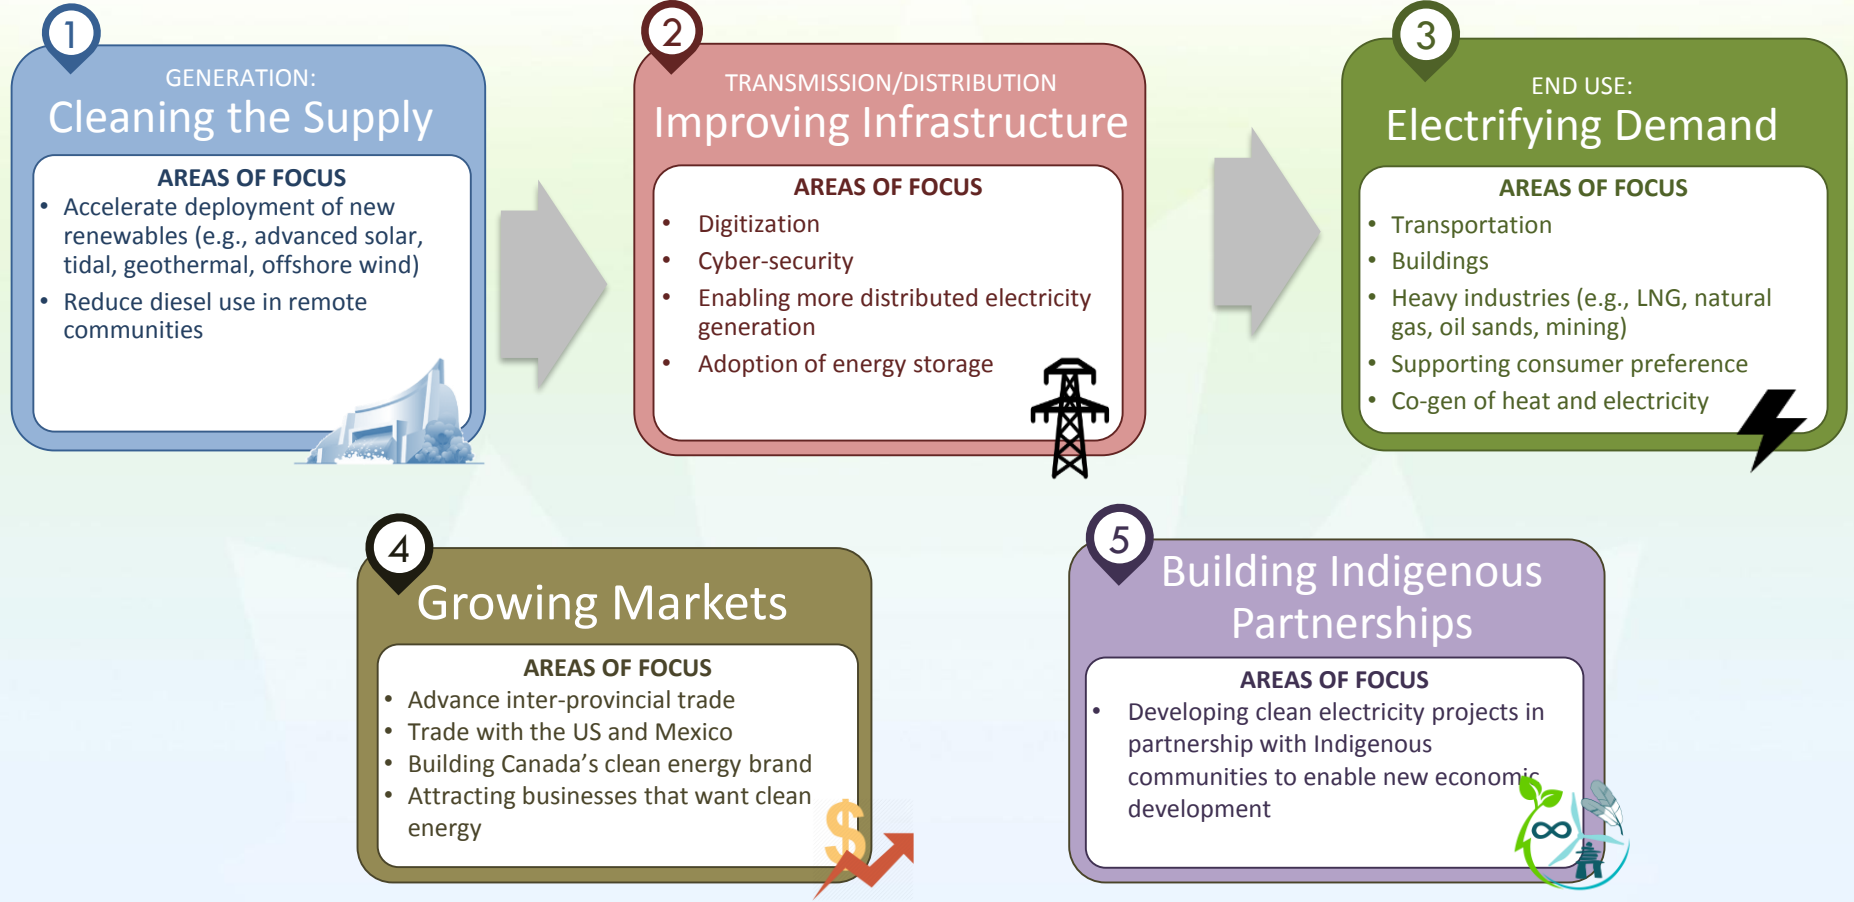 1
GENERATION:
Cleaning the Supply
AREAS OF FOCUS
• Accelerate deployment of new
renewables (e.g., advanced solar,
tidal, geothermal, offshore wind)
• Reduce diesel use in remote
communities
2
TRANSMISSION/DISTRIBUTION
Improving Infrastructure
AREAS OF FOCUS
• Digitization
• Cyber-security
• Enabling more distributed electricity
generation
• Adoption of energy storage
3
END USE:
Electrifying Demand
AREAS OF FOCUS
• Transportation
• Buildings
• Heavy industries (e.g., LNG, natural
gas, oil sands, mining)
• Supporting consumer preference
• Co-gen of heat and electricity
4
Growing Markets
AREAS OF FOCUS
• Advance inter-provincial trade
• Trade with the US and Mexico
• Building Canada’s clean energy brand
• Attracting businesses that want clean
energy
$
5
Building Indigenous
Partnerships
AREAS OF FOCUS
• Developing clean electricity projects in
partnership with Indigenous
communities to enable new economic
development